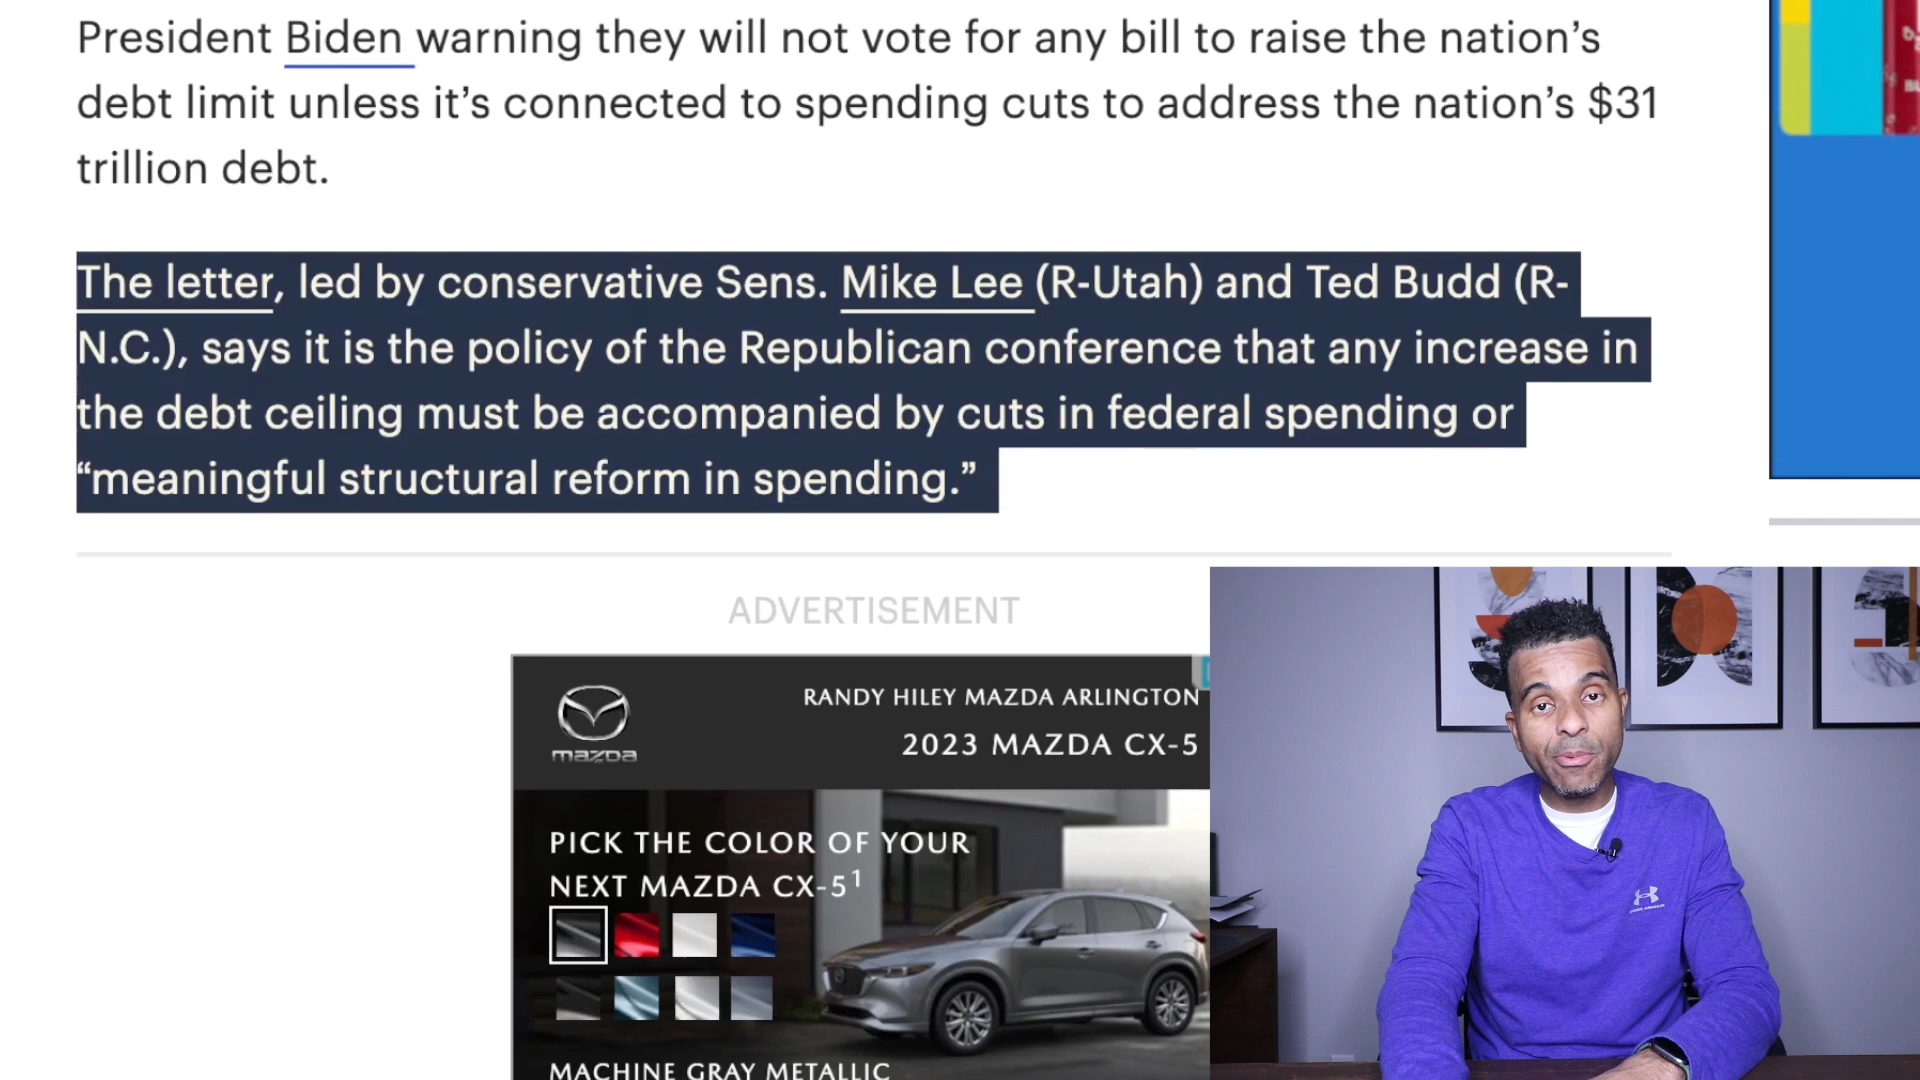 President Biden warning they will not vote for any bill to raise the nation’s
debt limit unless it’s connected to spending cuts to address the nation’s $31
trillion debt.
The letter, led by conservative Sens. Mike Lee (R-Utah) and Ted Budd (R-
N.C.), says it is the policy of the Republican conference that any increase in
the debt ceiling must be accompanied by cuts in federal spending or
“meaningful structural reform in spending.”
ADVERTISEMENT
mazda
RANDY HILEY MAZDA ARLINGTON
2023 MAZDA CX-5
PICK THE COLOR OF YOUR
NEXT MAZDA CX-5¹
MACHINE GRAY METALLIC
UNDER ARMOUR